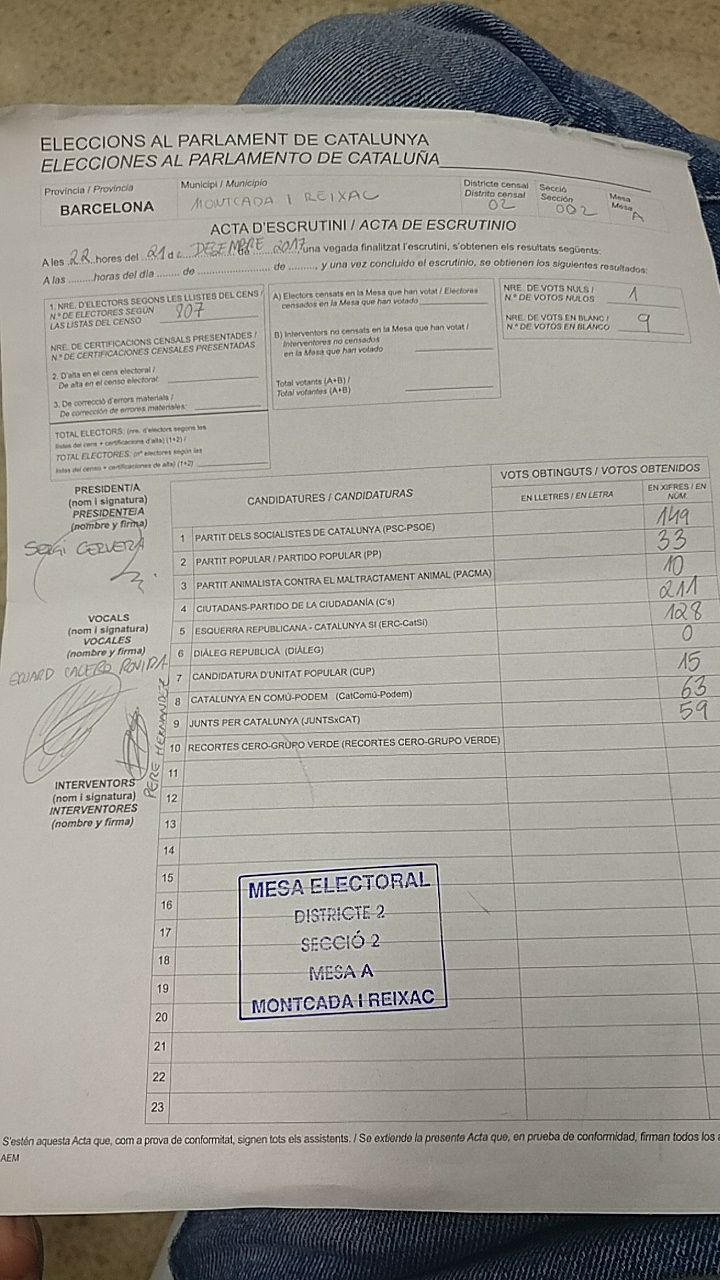 ELECCIONS AL PARLAMENT DE CATALUNYA
ELECCIONES AL PARLAMENTO DE CATALUÑA
Província / Provincia
BARCELONA
Municipi / Municipio
MONTCADA I REIXAC
Districte censal
Distrito censal
02
Secció
Sección
002
Mesa
Mesa
A
ACTA D'ESCRUTINI / ACTA DE ESCRUTINIO
A les 22 hores del 21 d DESEMBRE 2017, una vegada finalitzat l'escrutini, s'obtenen els resultats següents:
A las ........ horas del día ....... de ........................ de ........, y una vez concluido el escrutinio, se obtienen los siguientes resultados:
1. NRE. D'ELECTORS SEGONS LES LLISTES DEL CENS /
N.º DE ELECTORES SEGÚN
LAS LISTAS DEL CENSO
807
NRE. DE CERTIFICACIONS CENSALS PRESENTADES /
N.º DE CERTIFICACIONES CENSALES PRESENTADAS
2. D'alta en el cens electoral /
De alta en el censo electoral:
3. De correcció d'errors materials /
De corrección de errores materiales:
TOTAL ELECTORS: (nre. d'electors segons les
llistes del cens + certificacions d'alta) (1+2) /
TOTAL ELECTORES: (nº electores según las
listas del censo + certificaciones de alta) (1+2)
A) Electors censats en la Mesa que han votat / Electores
censados en la Mesa que han votado
B) Interventors no censats en la Mesa que han votat /
Interventores no censados
en la Mesa que han votado
Total votants (A+B) /
Total votantes (A+B)
NRE. DE VOTS NULS /
N.º DE VOTOS NULOS
1
NRE. DE VOTS EN BLANC /
N.º DE VOTOS EN BLANCO
9
PRESIDENT/A
(nom i signatura)
PRESIDENTE/A
(nombre y firma)
SERGI CERVERA
VOCALS
(nom i signatura)
VOCALES
(nombre y firma)
EDUARD CALERO ROVIDA
PERE HERNANDEZ
INTERVENTORS
(nom i signatura)
INTERVENTORES
(nombre y firma)
CANDIDATURES / CANDIDATURAS
VOTS OBTINGUTS / VOTOS OBTENIDOS
EN LLETRES / EN LETRA
EN XIFRES / EN NÚM.
1 PARTIT DELS SOCIALISTES DE CATALUNYA (PSC-PSOE) 149
2 PARTIT POPULAR / PARTIDO POPULAR (PP) 33
3 PARTIT ANIMALISTA CONTRA EL MALTRACTAMENT ANIMAL (PACMA) 10
4 CIUTADANS-PARTIDO DE LA CIUDADANÍA (C's) 211
5 ESQUERRA REPUBLICANA - CATALUNYA SI (ERC-CatSí) 128
6 DIÀLEG REPUBLICÀ (DIÀLEG) 0
7 CANDIDATURA D'UNITAT POPULAR (CUP) 15
8 CATALUNYA EN COMÚ-PODEM (CatComú-Podem) 63
9 JUNTS PER CATALUNYA (JUNTSxCAT) 59
10 RECORTES CERO-GRUPO VERDE (RECORTES CERO-GRUPO VERDE)
11
12
13
14
15
16
17
18
19
20
21
22
23
MESA ELECTORAL
DISTRICTE 2
SECCIÓ 2
MESA A
MONTCADA I REIXAC
S'estén aquesta Acta que, com a prova de conformitat, signen tots els assistents. / Se extiende la presente Acta que, en prueba de conformidad, firman todos los
AEM